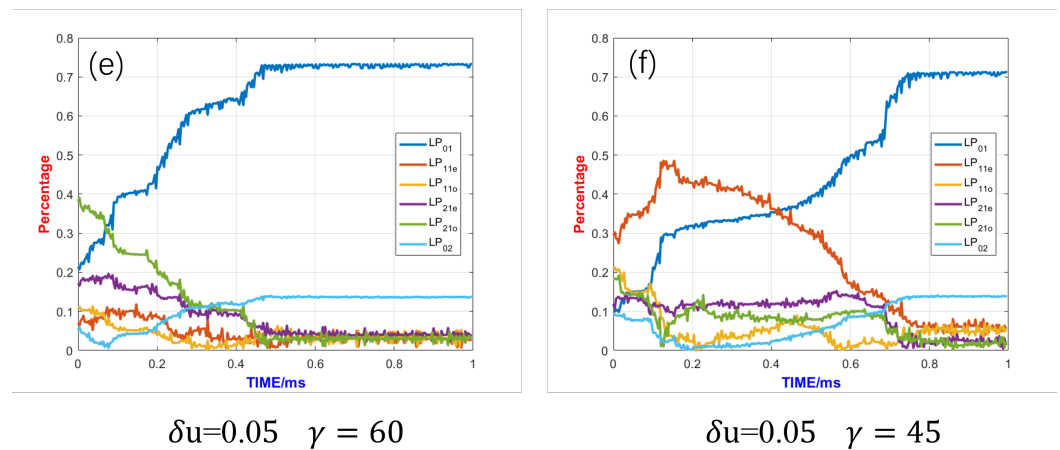 (e)
0.8
0.7
0.6
0.5
0.4
0.3
0.2
0.1
0
Percentage
LP01
LP11e
LP11o
LP21e
LP21o
LP02
0 0.2 0.4 0.6 0.8 1
TIME/ms
δu=0.05 γ = 60
(f)
0.8
0.7
0.6
0.5
0.4
0.3
0.2
0.1
0
Percentage
LP01
LP11e
LP11o
LP21e
LP21o
LP02
0 0.2 0.4 0.6 0.8 1
TIME/ms
δu=0.05 γ = 45